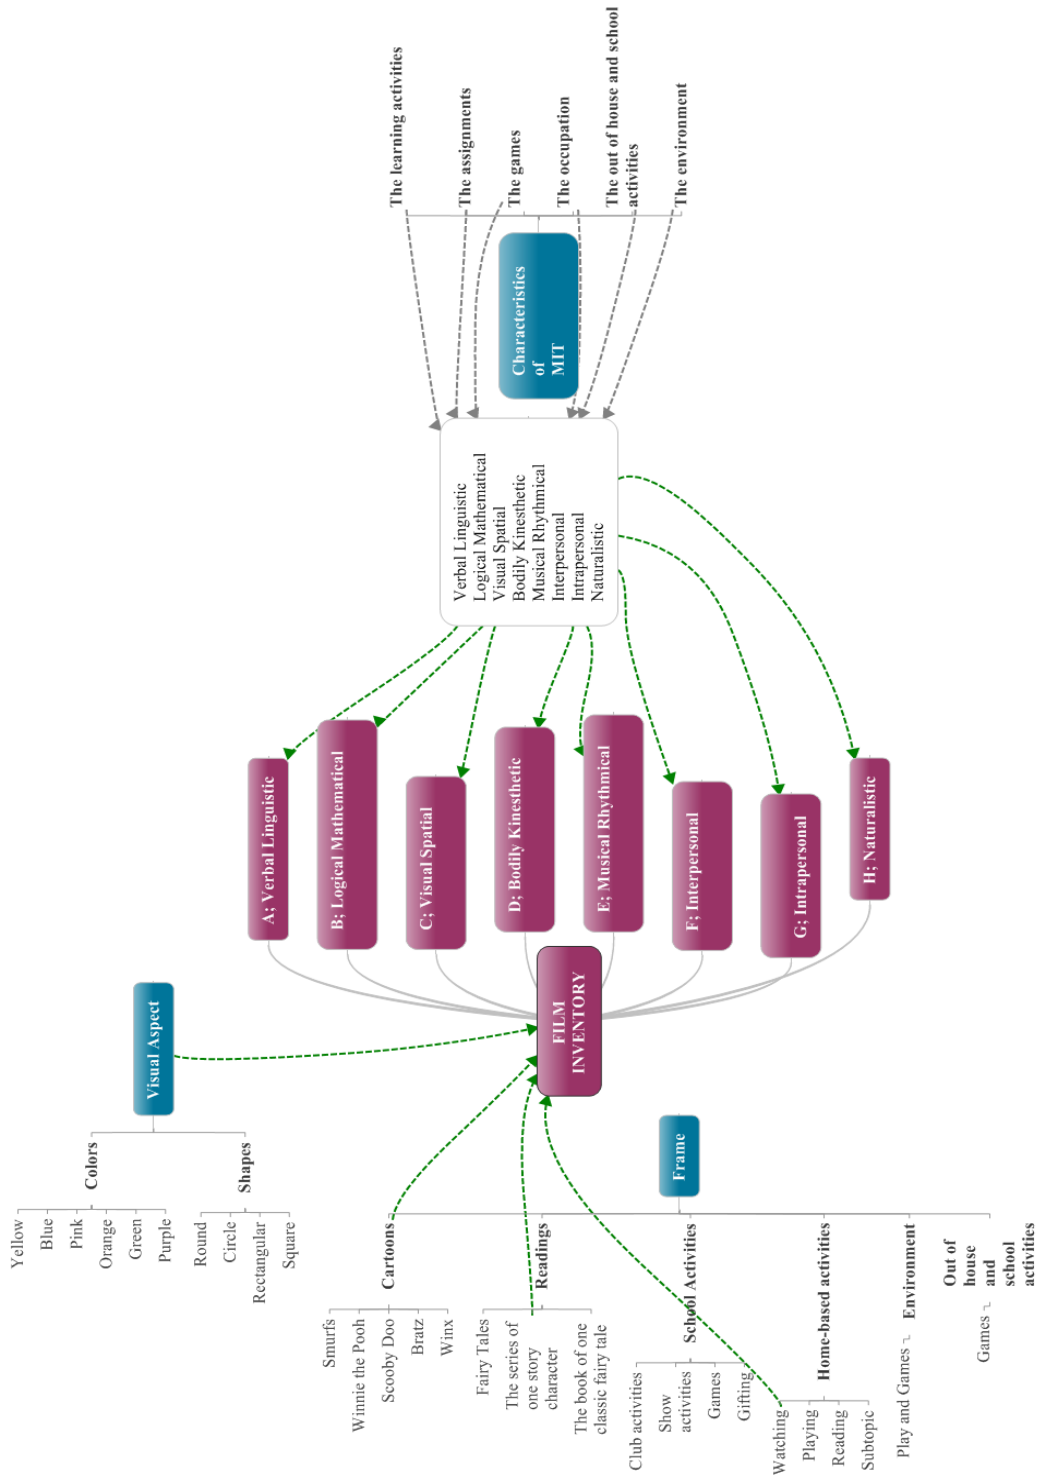 Yellow
Blue
Pink
Orange
Green
Purple
Colors
Round
Circle
Rectangular
Square
Shapes
Visual Aspect
Smurfs
Winnie the Pooh
Scooby Doo
Bratz
Winx
Cartoons
Fairy Tales
The series of
one story
character
The book of one
classic fairy tale
Readings
Club activities
Show
activities
Games
Gifting
School Activities
Watching
Playing
Reading
Subtopic
Home-based activities
Play and Games
Environment
Games
Out of
house
and
school
activities
Frame
FILM
INVENTORY
A; Verbal Linguistic
B; Logical Mathematical
C; Visual Spatial
D; Bodily Kinesthetic
E; Musical Rhythmical
F; Interpersonal
G; Intrapersonal
H; Naturalistic
Verbal Linguistic
Logical Mathematical
Visual Spatial
Bodily Kinesthetic
Musical Rhythmical
Interpersonal
Intrapersonal
Naturalistic
Characteristics
of
MIT
The learning activities
The assignments
The games
The occupation
The out of house and school
activities
The environment